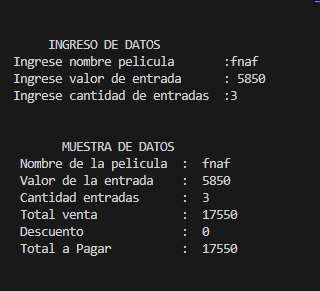 INGRESO DE DATOS
Ingrese nombre pelicula :fnaf
Ingrese valor de entrada : 5850
Ingrese cantidad de entradas :3
MUESTRA DE DATOS
Nombre de la pelicula : fnaf
Valor de la entrada : 5850
Cantidad entradas : 3
Total venta : 17550
Descuento : 0
Total a Pagar : 17550